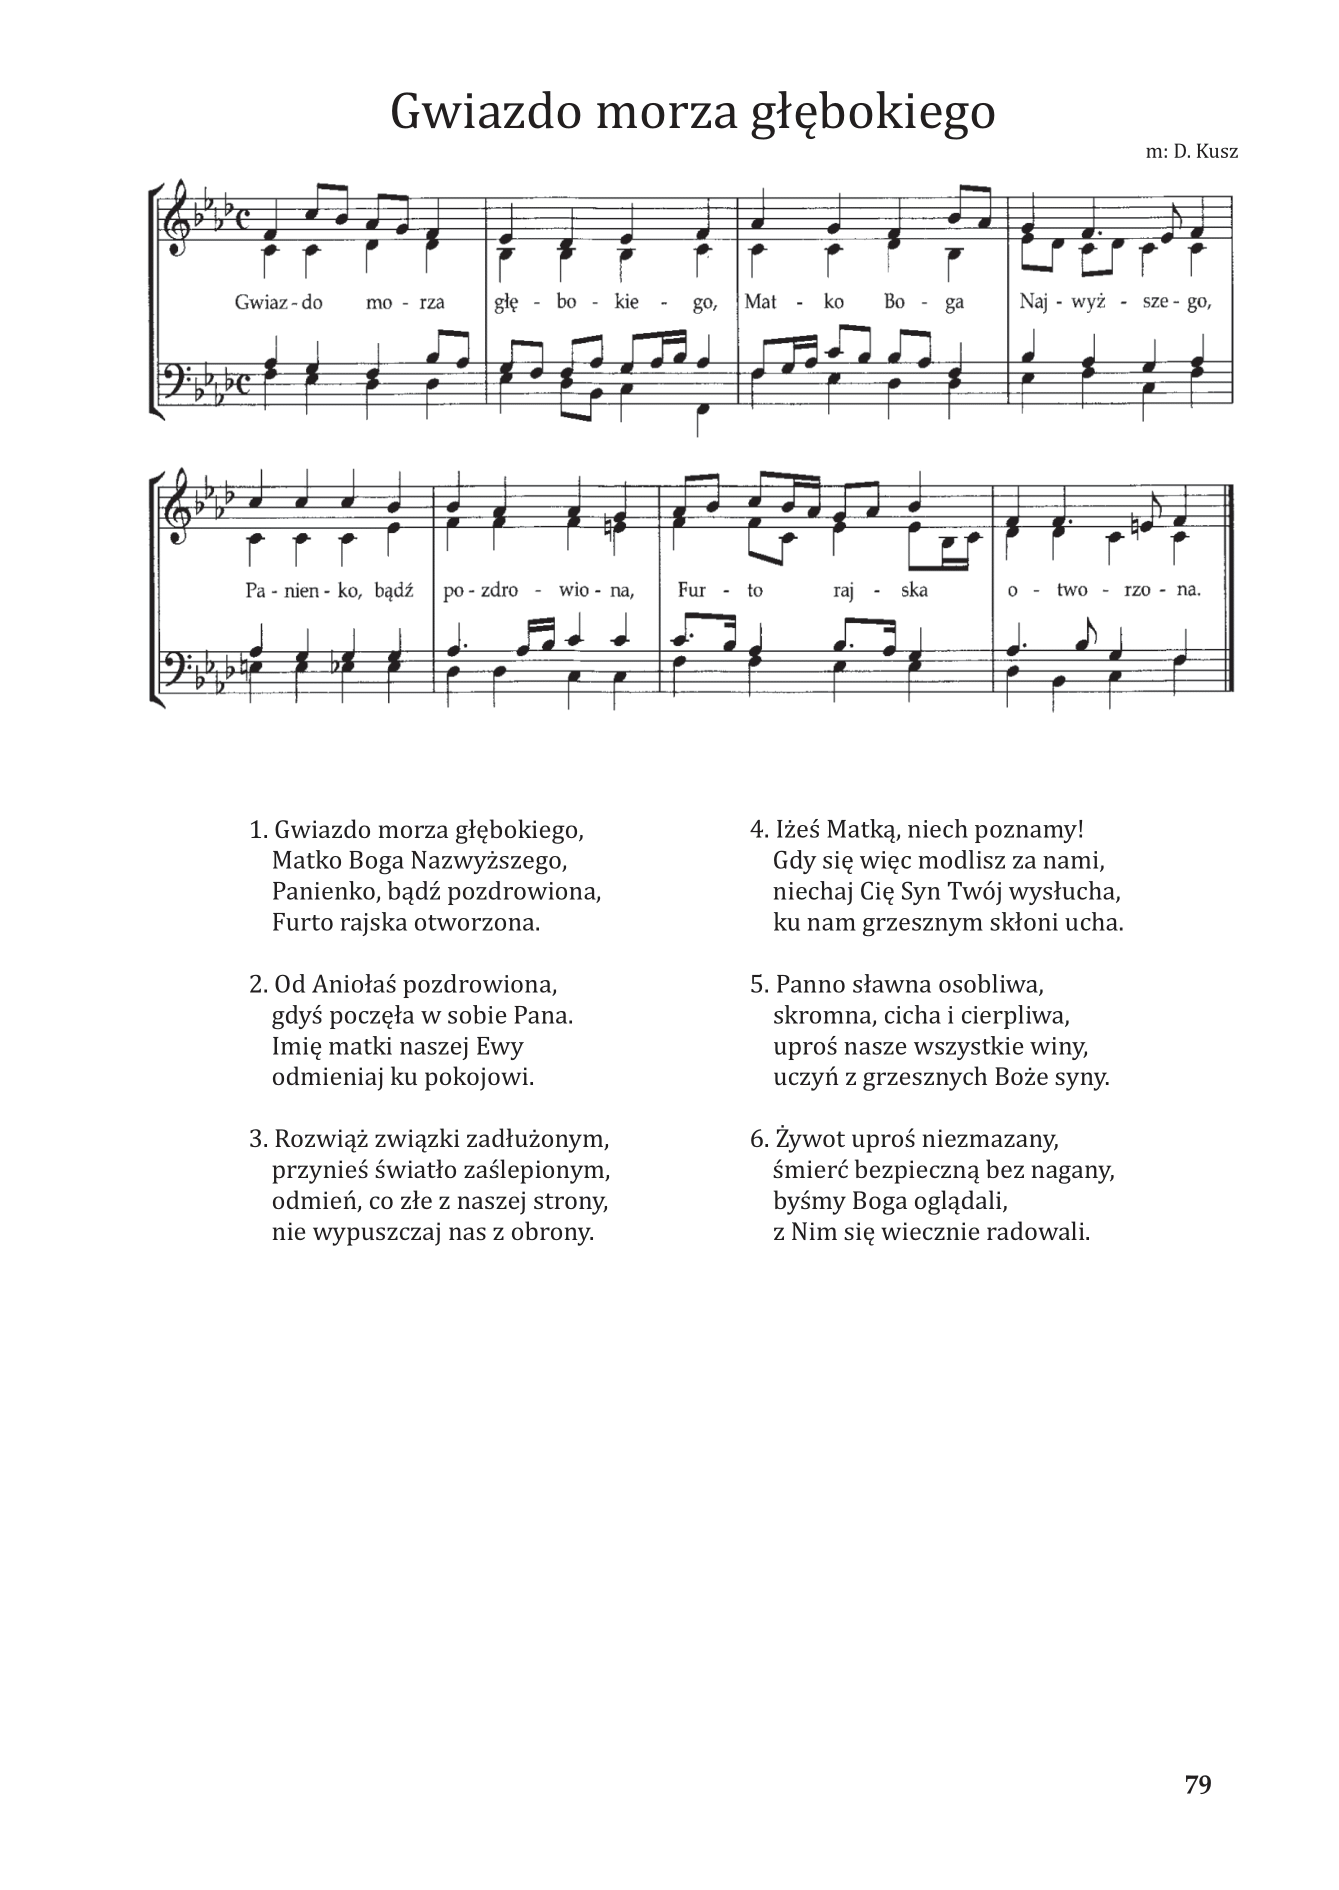 Gwiazdo morza głębokiego
m: D. Kusz
Gwiaz - do mo - rza głę - bo - kie - go, Mat - ko Bo - ga Naj - wyż - sze - go,
Pa - nien - ko, bądź po - zdro - wio - na, Fur - to raj - ska o - two - rzo - na.
1. Gwiazdo morza głębokiego,
Matko Boga Nazwyższego,
Panienko, bądź pozdrowiona,
Furto rajska otworzona.
2. Od Aniołaś pozdrowiona,
gdyś poczęła w sobie Pana.
Imię matki naszej Ewy
odmieniaj ku pokojowi.
3. Rozwiąż związki zadłużonym,
przynieś światło zaślepionym,
odmień, co złe z naszej strony,
nie wypuszczaj nas z obrony.
4. Iżeś Matką, niech poznamy!
Gdy się więc modlisz za nami,
niechaj Cię Syn Twój wysłucha,
ku nam grzesznym skłoni ucha.
5. Panno sławna osobliwa,
skromna, cicha i cierpliwa,
uproś nasze wszystkie winy,
uczyń z grzesznych Boże syny.
6. Żywot uproś niezmazany,
śmierć bezpieczną bez nagany,
byśmy Boga oglądali,
z Nim się wiecznie radowali.
79